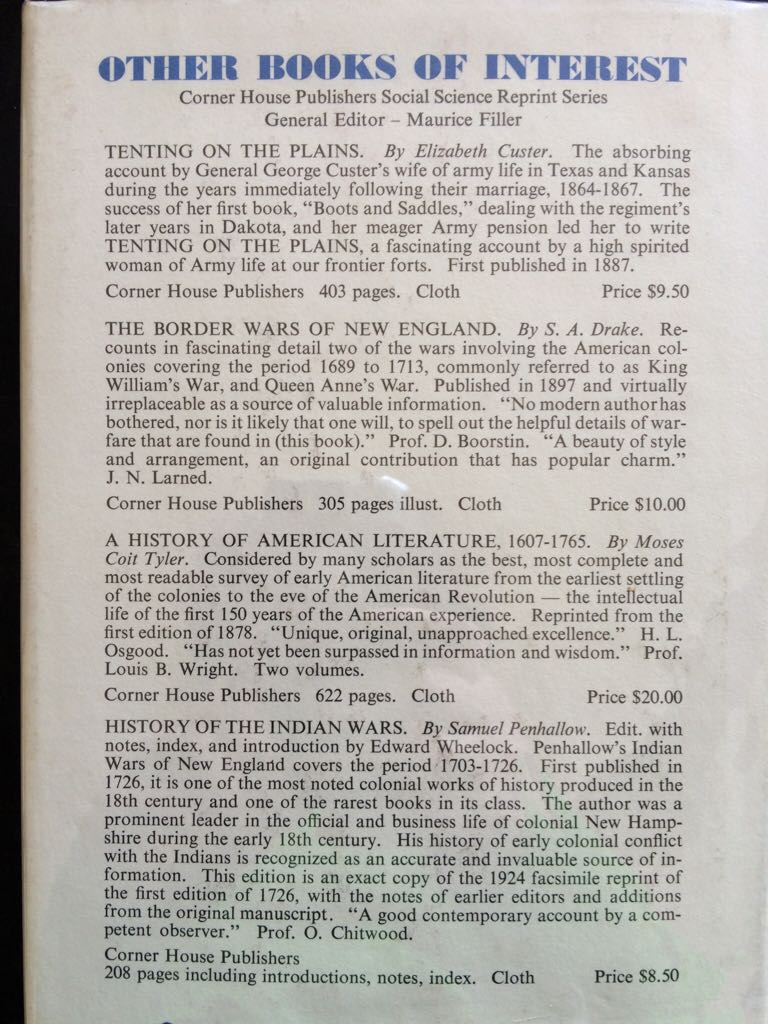 OTHER BOOKS OF INTEREST
Corner House Publishers Social Science Reprint Series
General Editor – Maurice Filler
TENTING ON THE PLAINS. By Elizabeth Custer. The absorbing
account by General George Custer's wife of army life in Texas and Kansas
during the years immediately following their marriage, 1864-1867. The
success of her first book, "Boots and Saddles," dealing with the regiment's
later years in Dakota, and her meager Army pension led her to write
TENTING ON THE PLAINS, a fascinating account by a high spirited
woman of Army life at our frontier forts. First published in 1887.
Corner House Publishers 403 pages. Cloth Price $9.50
THE BORDER WARS OF NEW ENGLAND. By S. A. Drake. Re-
counts in fascinating detail two of the wars involving the American col-
onies covering the period 1689 to 1713, commonly referred to as King
William's War, and Queen Anne's War. Published in 1897 and virtually
irreplaceable as a source of valuable information. "No modern author has
bothered, nor is it likely that one will, to spell out the helpful details of war-
fare that are found in (this book)." Prof. D. Boorstin. "A beauty of style
and arrangement, an original contribution that has popular charm."
J. N. Larned.
Corner House Publishers 305 pages illust. Cloth Price $10.00
A HISTORY OF AMERICAN LITERATURE, 1607-1765. By Moses
Coit Tyler. Considered by many scholars as the best, most complete and
most readable survey of early American literature from the earliest settling
of the colonies to the eve of the American Revolution — the intellectual
life of the first 150 years of the American experience. Reprinted from the
first edition of 1878. "Unique, original, unapproached excellence." H. L.
Osgood. "Has not yet been surpassed in information and wisdom." Prof.
Louis B. Wright. Two volumes.
Corner House Publishers 622 pages. Cloth Price $20.00
HISTORY OF THE INDIAN WARS. By Samuel Penhallow. Edit. with
notes, index, and introduction by Edward Wheelock. Penhallow's Indian
Wars of New England covers the period 1703-1726. First published in
1726, it is one of the most noted colonial works of history produced in the
18th century and one of the rarest books in its class. The author was a
prominent leader in the official and business life of colonial New Hamp-
shire during the early 18th century. His history of early colonial conflict
with the Indians is recognized as an accurate and invaluable source of in-
formation. This edition is an exact copy of the 1924 facsimile reprint of
the first edition of 1726, with the notes of earlier editors and additions
from the original manuscript. "A good contemporary account by a com-
petent observer." Prof. O. Chitwood.
Corner House Publishers
208 pages including introductions, notes, index. Cloth Price $8.50